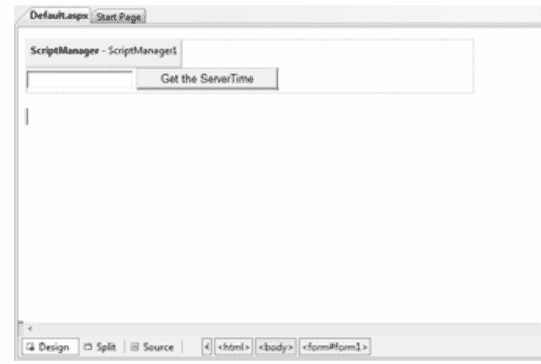 Default.aspx Start Page
ScriptManager - ScriptManager1
Get the ServerTime
Design Split Source <html> <body> <form#form1>